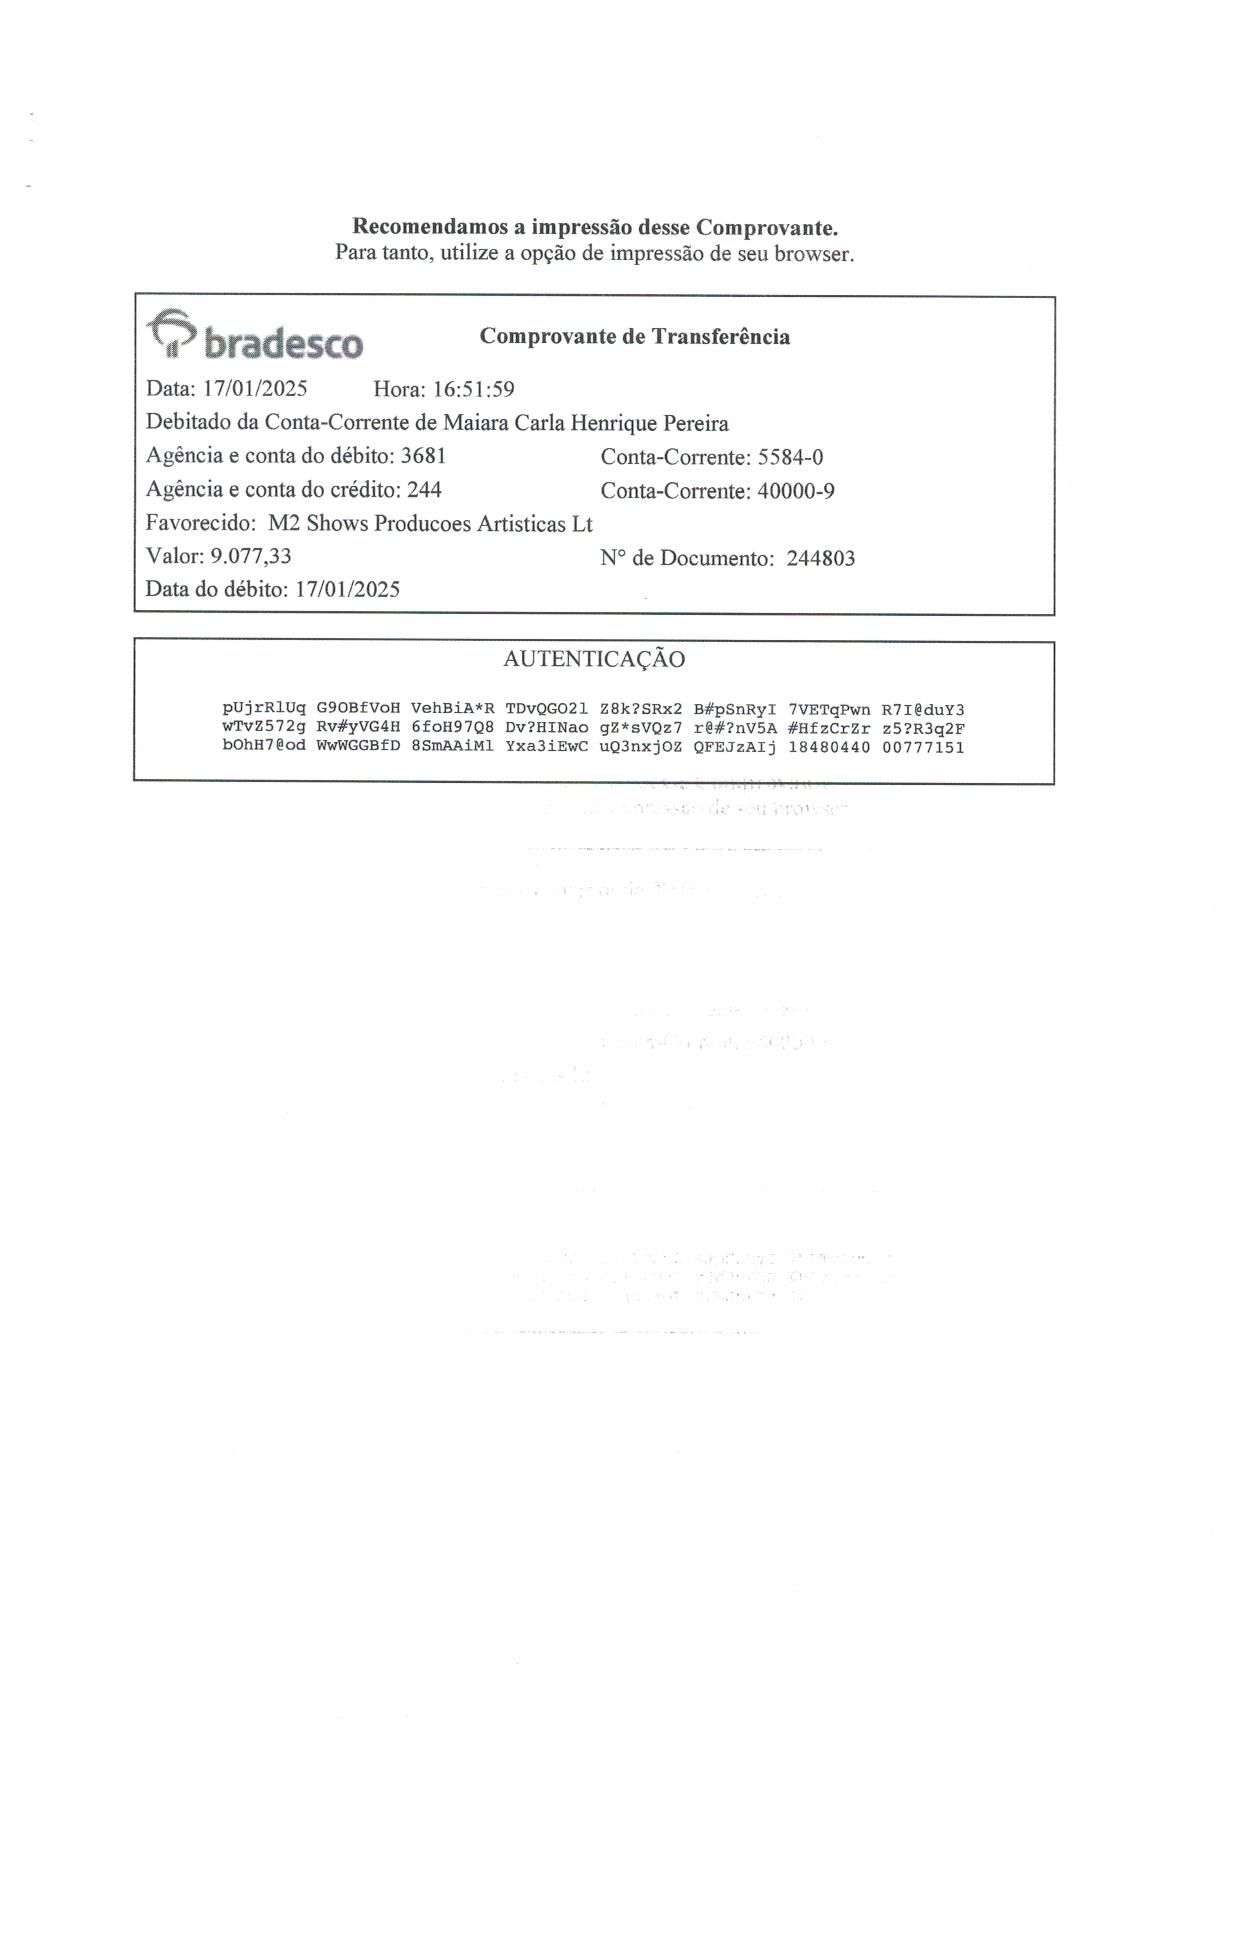 Recomendamos a impressão desse Comprovante.
Para tanto, utilize a opção de impressão de seu browser.
bradesco
Comprovante de Transferência
Data: 17/01/2025 Hora: 16:51:59
Debitado da Conta-Corrente de Maiara Carla Henrique Pereira
Agência e conta do débito: 3681 Conta-Corrente: 5584-0
Agência e conta do crédito: 244 Conta-Corrente: 40000-9
Favorecido: M2 Shows Producoes Artisticas Lt
Valor: 9.077,33 N° de Documento: 244803
Data do débito: 17/01/2025
AUTENTICAÇÃO
pUjrRlUq G9OBfVoH VehBiA*R TDvQGO2l Z8k?SRx2 B#pSnRyI 7VETqPwn R7I@duY3
wTvZ572g Rv#yVG4H 6foH97Q8 Dv?HINao gZ*sVQz7 r@#?nV5A #HfzCrZr z5?R3q2F
bOhH7@od WwWGGBfD 8SmAAiMl Yxa3iEwC uQ3nxjOZ QFEJzAIj 18480440 00777151
de seu browser